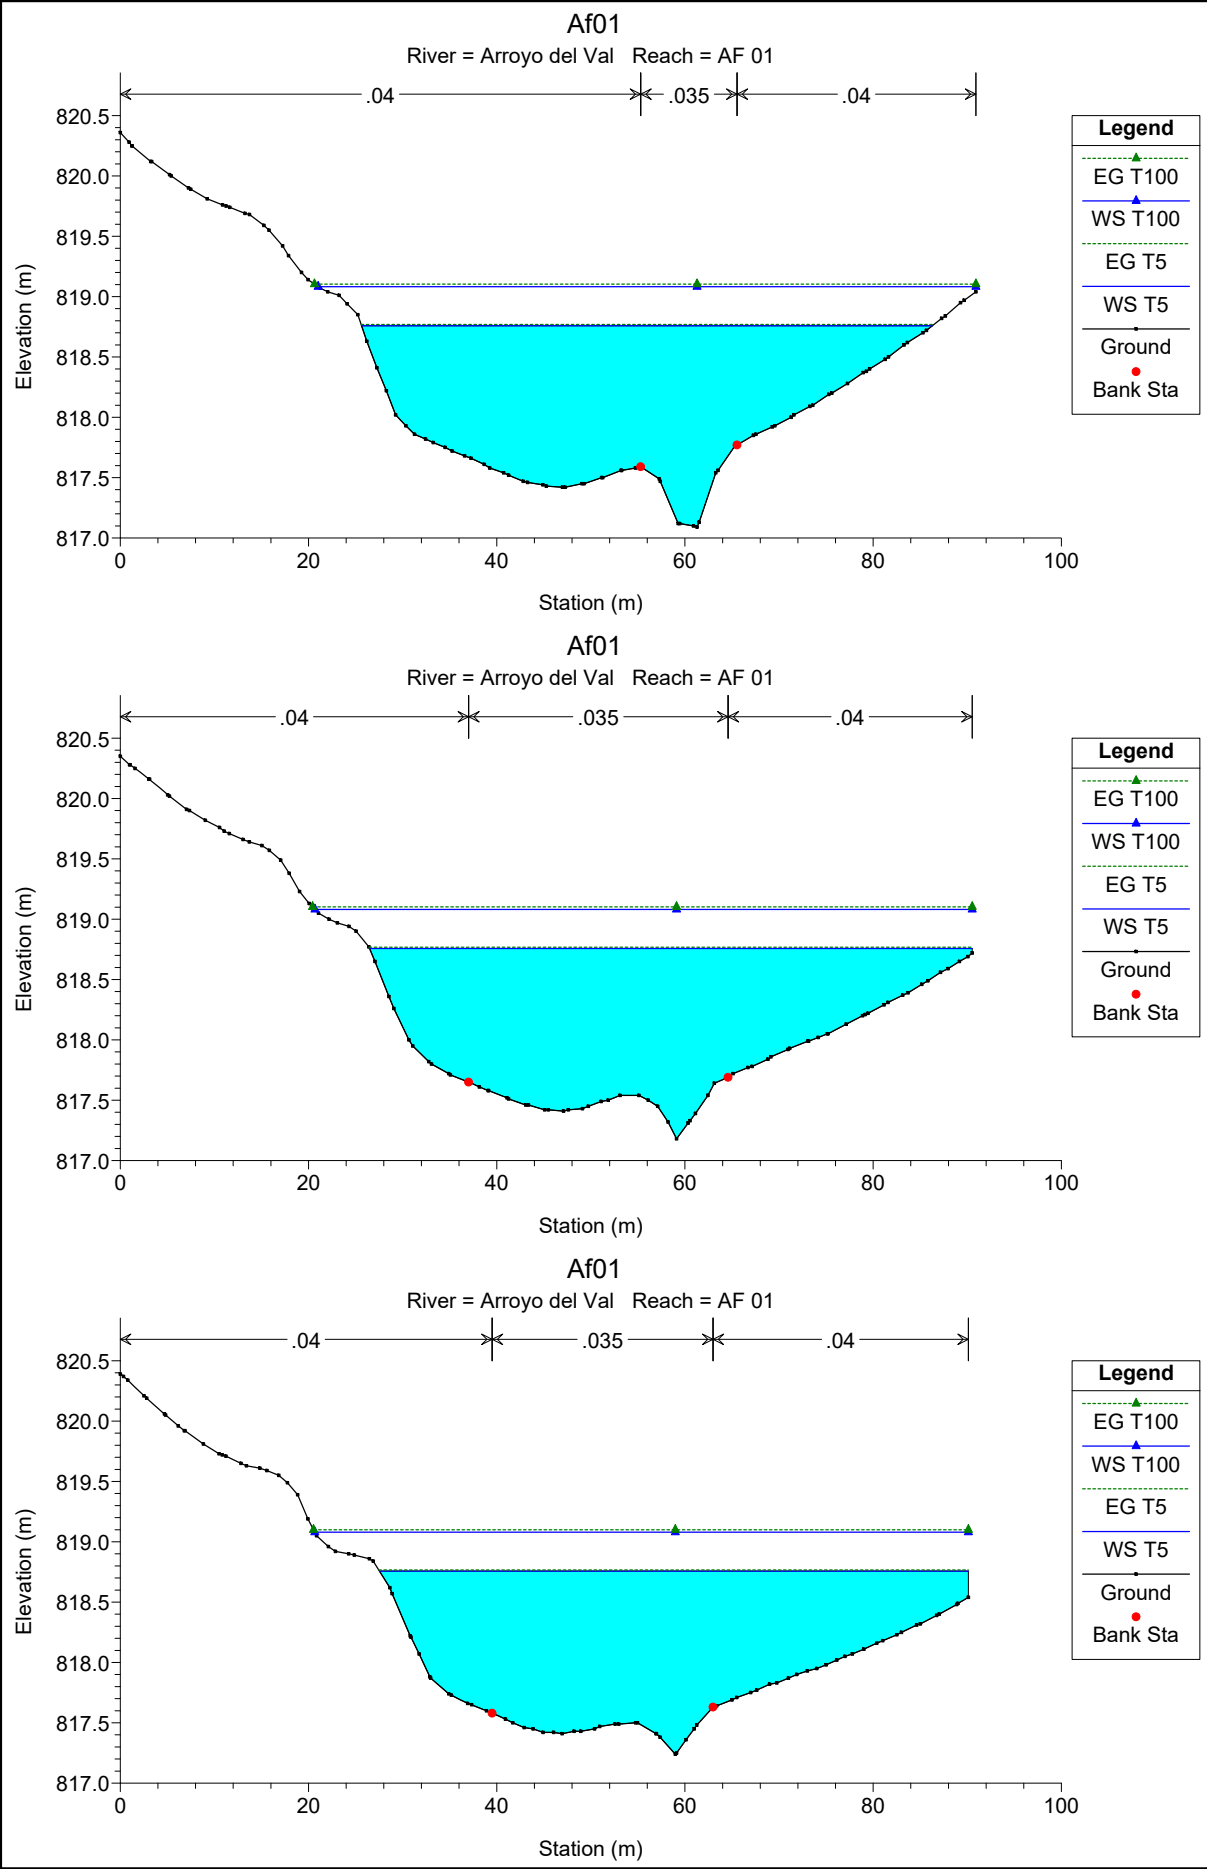 Af01
River = Arroyo del Val   Reach = AF 01
.04 .035 .04
Elevation (m)
820.5
820.0
819.5
819.0
818.5
818.0
817.5
817.0
0 20 40 60 80 100
Station (m)
Legend
EG T100
WS T100
EG T5
WS T5
Ground
Bank Sta
Af01
River = Arroyo del Val   Reach = AF 01
.04 .035 .04
Elevation (m)
820.5
820.0
819.5
819.0
818.5
818.0
817.5
817.0
0 20 40 60 80 100
Station (m)
Legend
EG T100
WS T100
EG T5
WS T5
Ground
Bank Sta
Af01
River = Arroyo del Val   Reach = AF 01
.04 .035 .04
Elevation (m)
820.5
820.0
819.5
819.0
818.5
818.0
817.5
817.0
0 20 40 60 80 100
Station (m)
Legend
EG T100
WS T100
EG T5
WS T5
Ground
Bank Sta